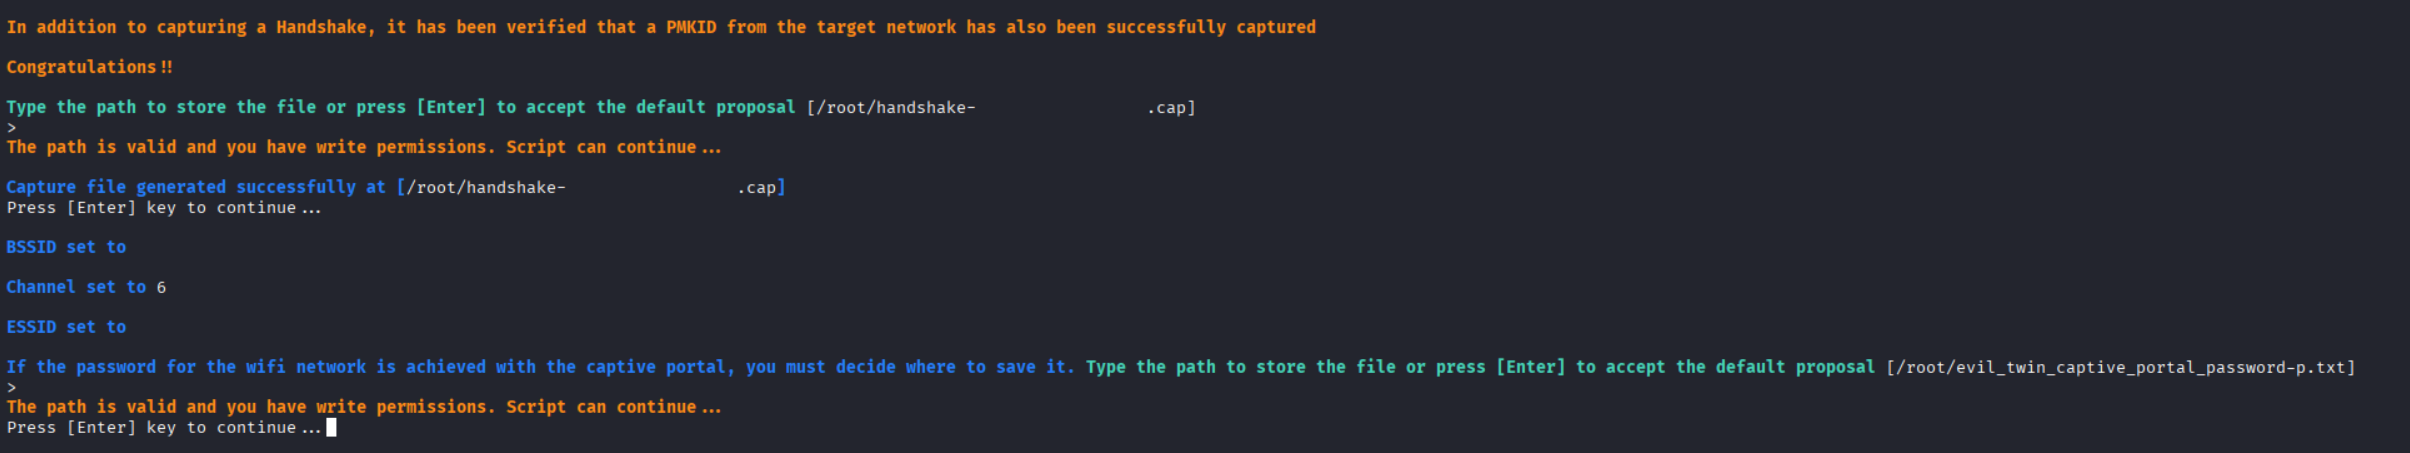 In addition to capturing a Handshake, it has been verified that a PMKID from the target network has also been successfully captured
Congratulations!!
Type the path to store the file or press [Enter] to accept the default proposal [/root/handshake- .cap]
>
The path is valid and you have write permissions. Script can continue...
Capture file generated successfully at [/root/handshake- .cap]
Press [Enter] key to continue...
BSSID set to
Channel set to 6
ESSID set to
If the password for the wifi network is achieved with the captive portal, you must decide where to save it. Type the path to store the file or press [Enter] to accept the default proposal [/root/evil_twin_captive_portal_password-p.txt]
>
The path is valid and you have write permissions. Script can continue...
Press [Enter] key to continue...